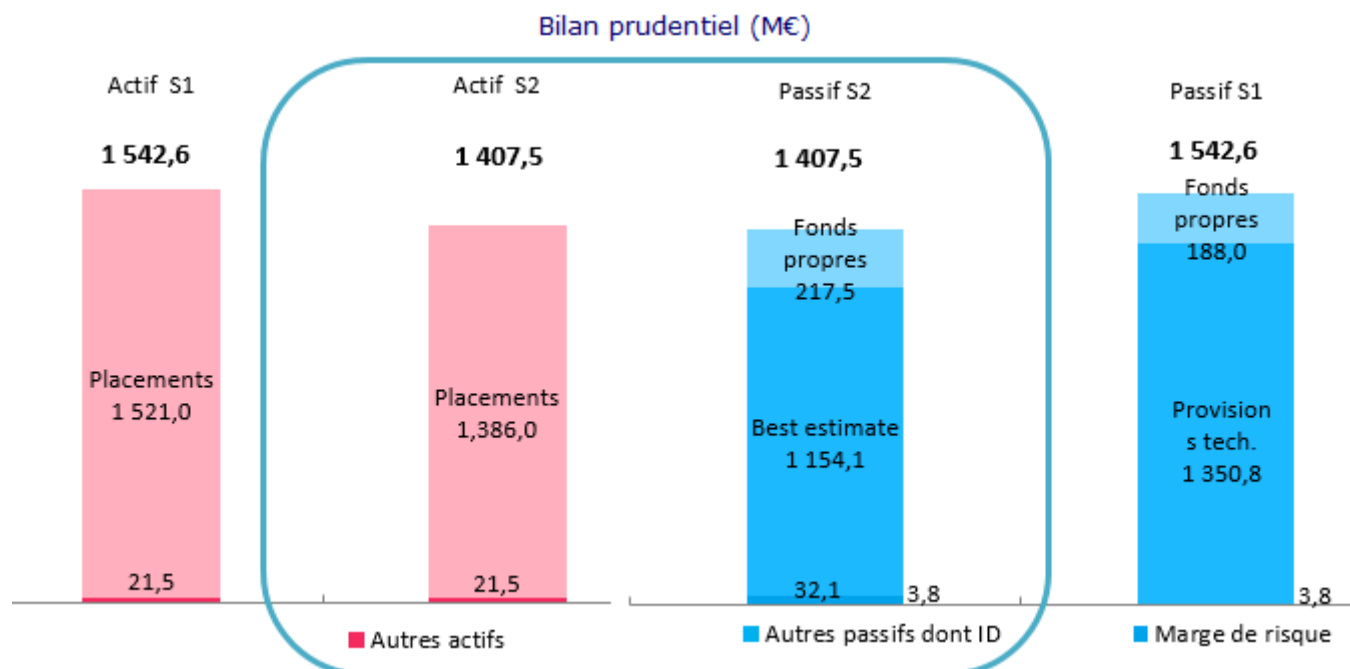 Bilan prudentiel (M€)
Actif S1
Actif S2
Passif S2
Passif S1
1 542,6
1 407,5
1 407,5
1 542,6
Fonds
propres
188,0
Fonds
propres
217,5
Placements
1 521,0
Placements
1,386,0
Best estimate
1 154,1
Provision
s tech.
1 350,8
21,5
21,5
32,1
3,8
3,8
Autres actifs
Autres passifs dont ID
Marge de risque